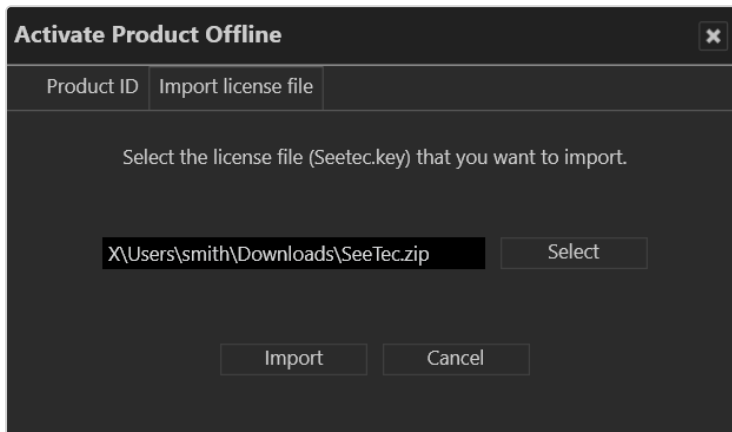 Activate Product Offline
Product ID Import license file
Select the license file (Seetec.key) that you want to import.
X\Users\smith\Downloads\SeeTec.zip Select
Import Cancel